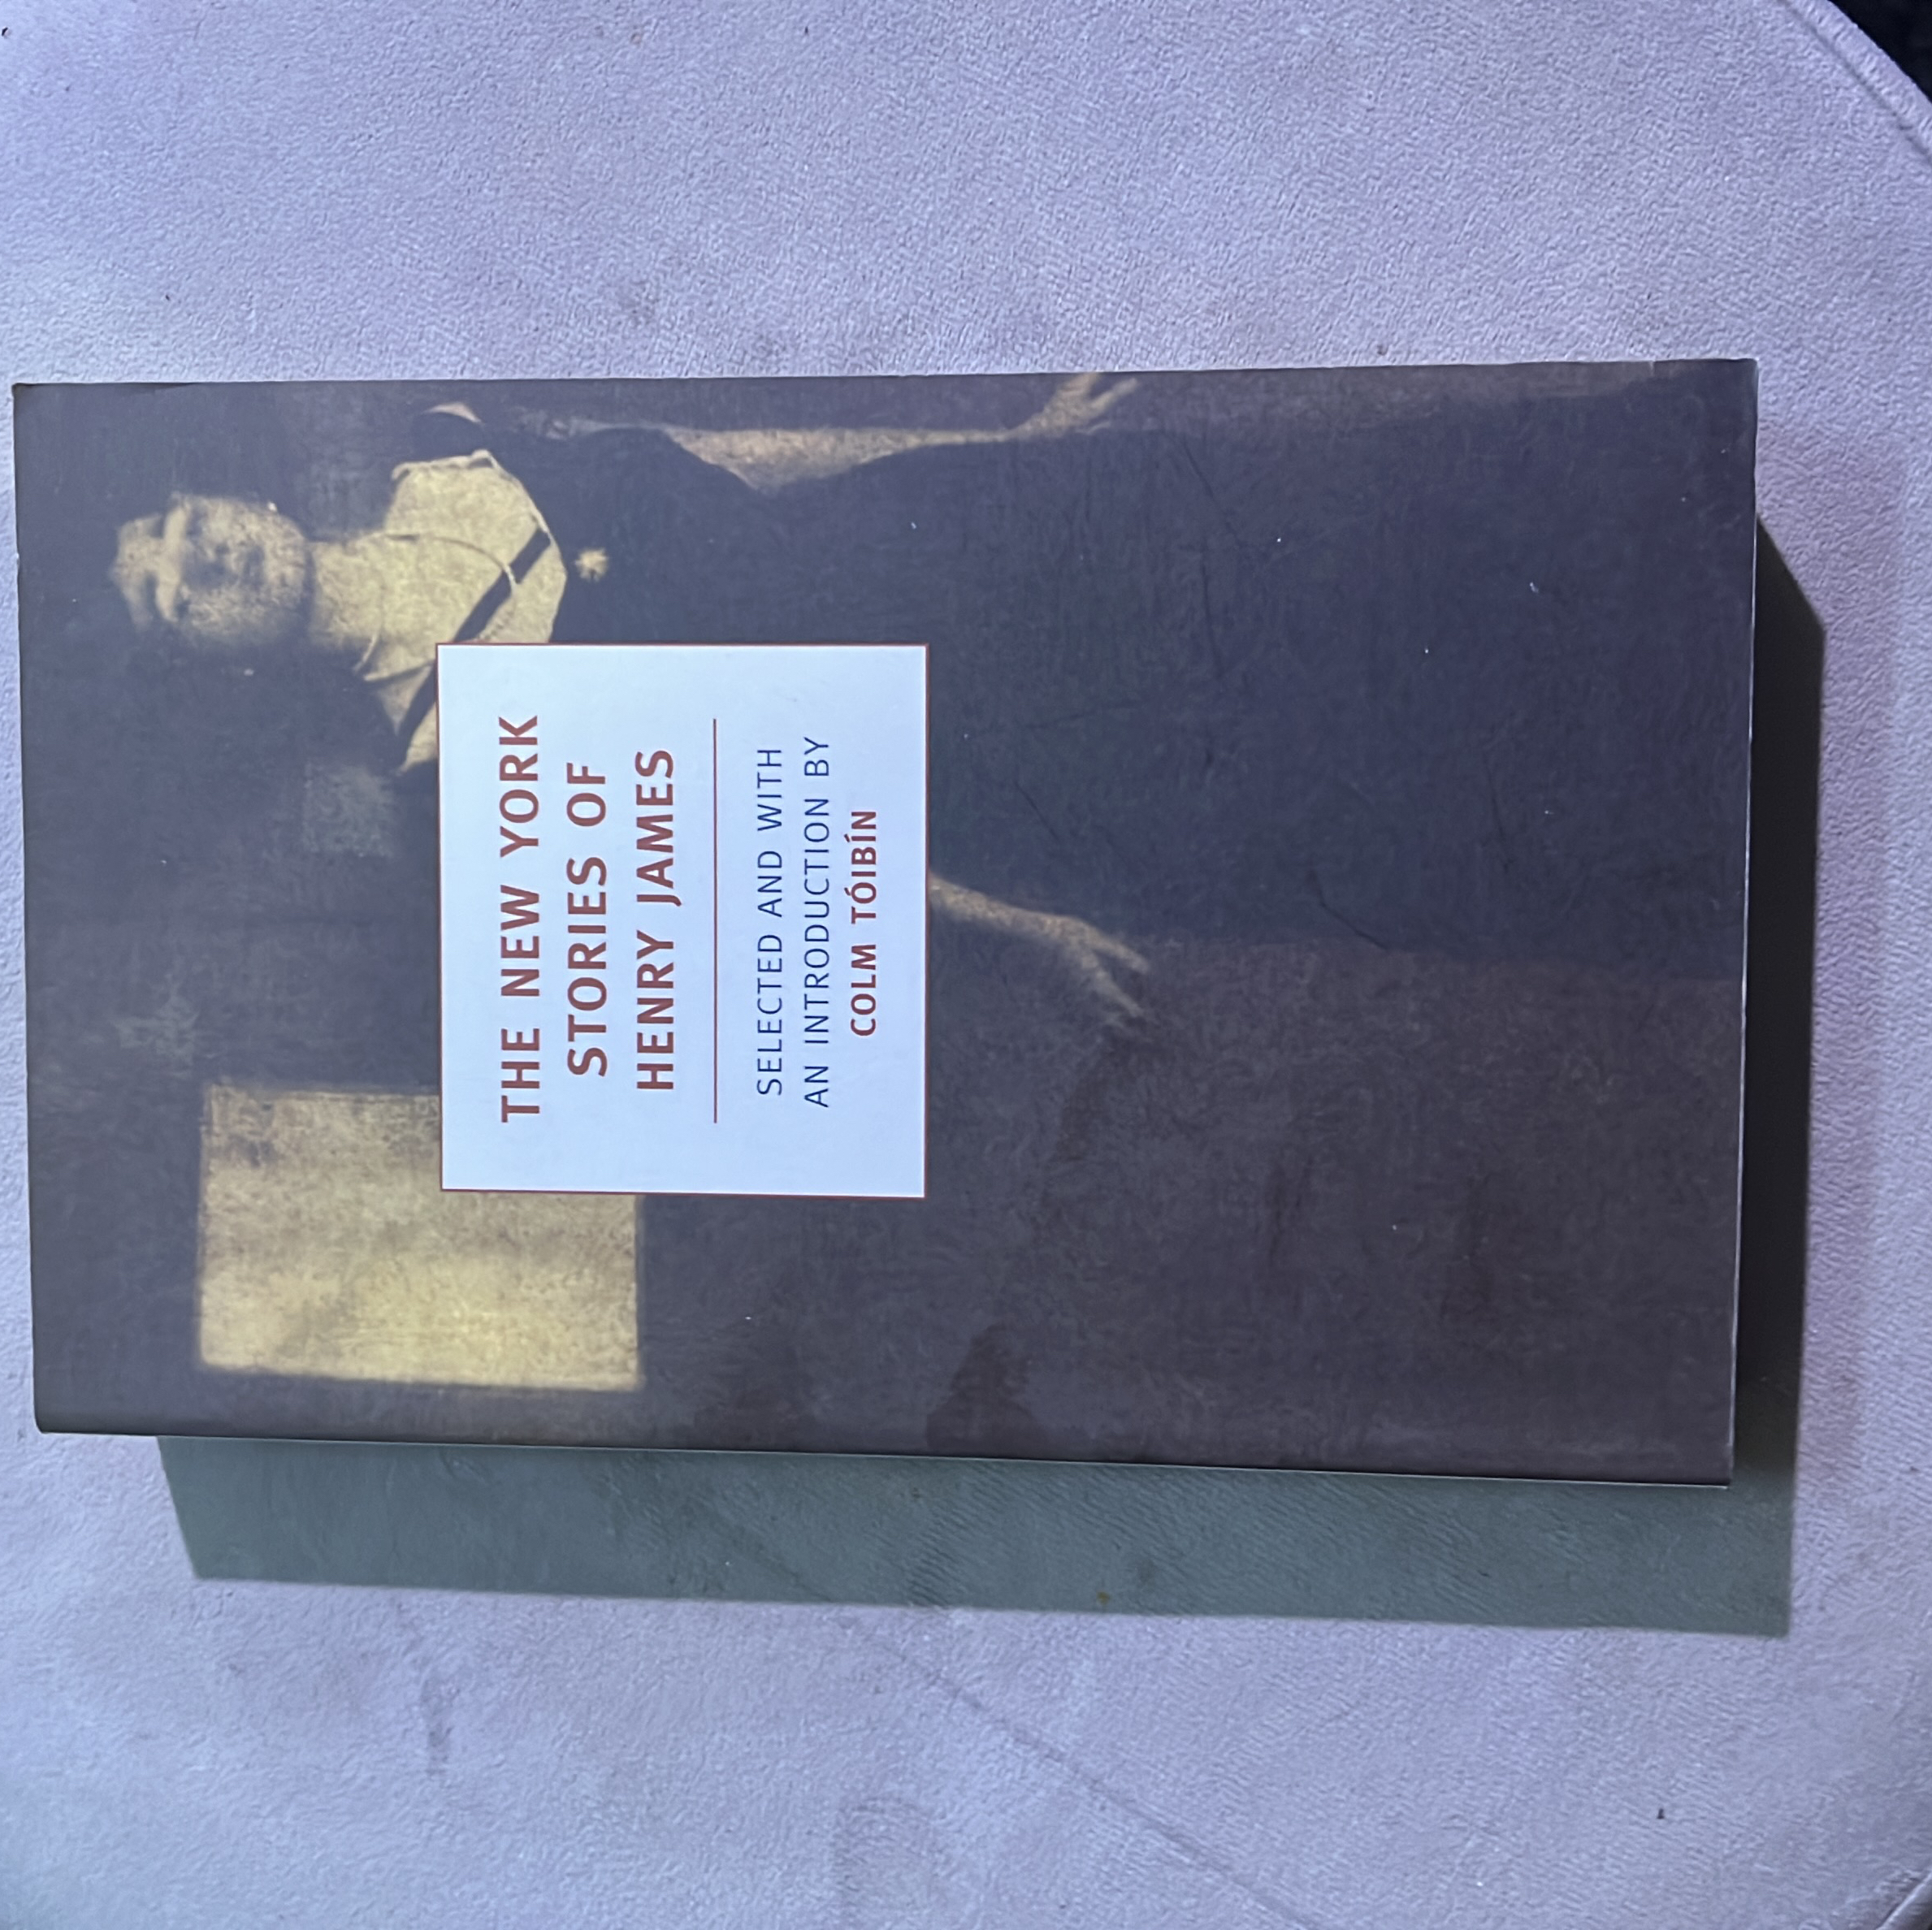 THE NEW YORK
STORIES OF
HENRY JAMES
SELECTED AND WITH
AN INTRODUCTION BY
COLM TÓIBÍN